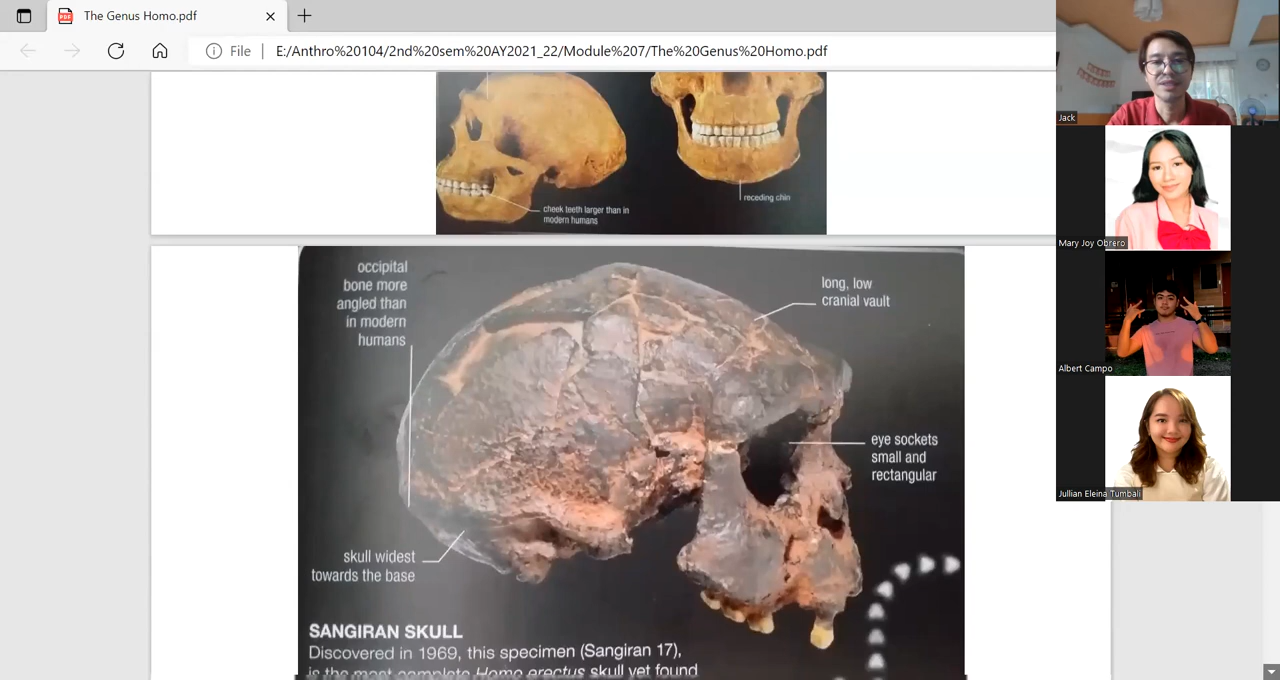 The Genus Homo.pdf
File
E:/Anthro%20104/2nd%20sem%20AY2021_22/Module%207/The%20Genus%20Homo.pdf
cheek teeth larger than in
modern humans
receding chin
occipital
bone more
angled than
in modern
humans
long, low
cranial vault
eye sockets
small and
rectangular
skull widest
towards the base
SANGIRAN SKULL
Discovered in 1969, this specimen (Sangiran 17),
is the most complete Homo erectus skull yet found
Jack
Mary Joy Obrero
Albert Campo
Jullian Eleina Tumbali